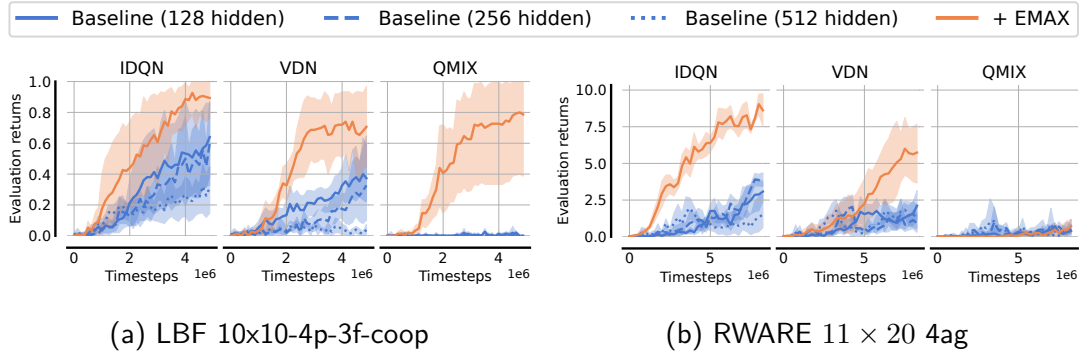 Baseline (128 hidden) Baseline (256 hidden) Baseline (512 hidden) + EMAX
IDQN VDN QMIX
Evaluation returns
1.0
0.8
0.6
0.4
0.2
0.0
0 2 4 0 2 4 0 2 4
Timesteps 1e6 Timesteps 1e6 Timesteps 1e6
(a) LBF 10x10-4p-3f-coop
IDQN VDN QMIX
Evaluation returns
10.0
7.5
5.0
2.5
0.0
0 5 0 5 0 5
Timesteps 1e6 Timesteps 1e6 Timesteps 1e6
(b) RWARE 11 × 20 4ag